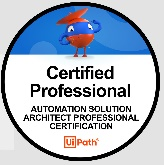 Certified
Professional
AUTOMATION SOLUTION
ARCHITECT PROFESSIONAL
CERTIFICATION
UiPath